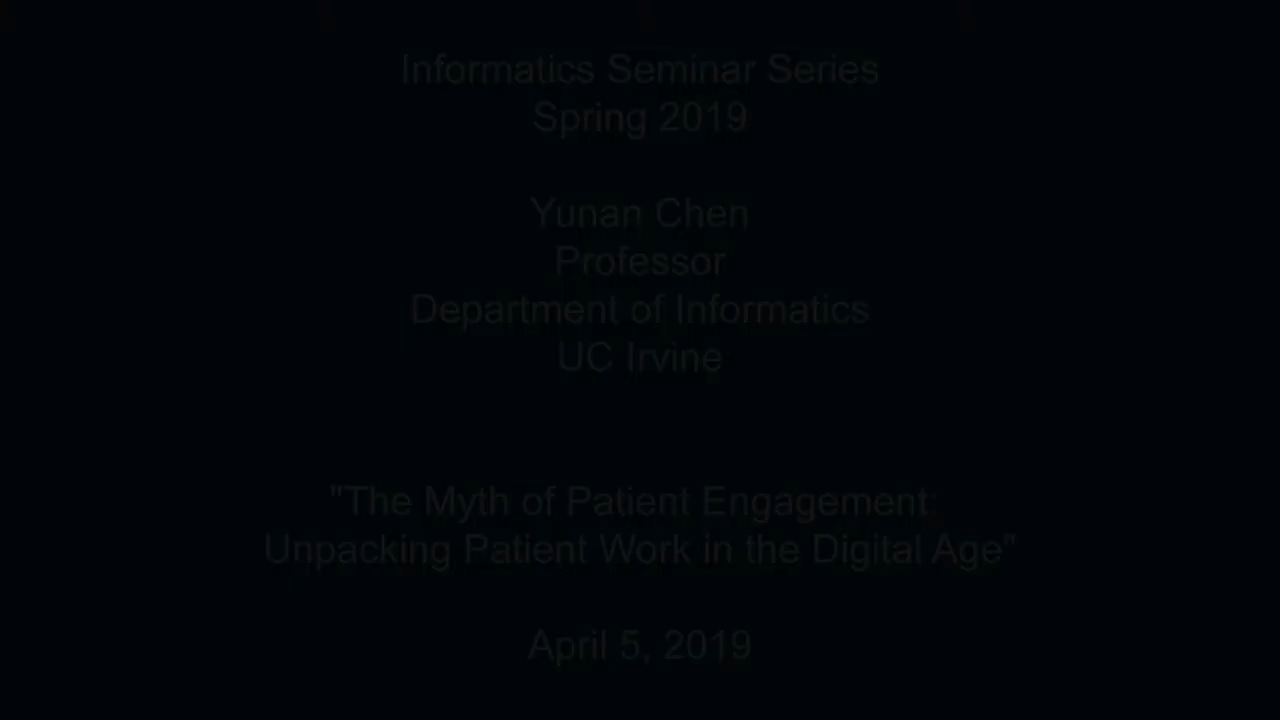 Informatics Seminar Series
Spring 2019
Yunan Chen
Professor
Department of Informatics
UC Irvine
"The Myth of Patient Engagement:
Unpacking Patient Work in the Digital Age"
April 5, 2019